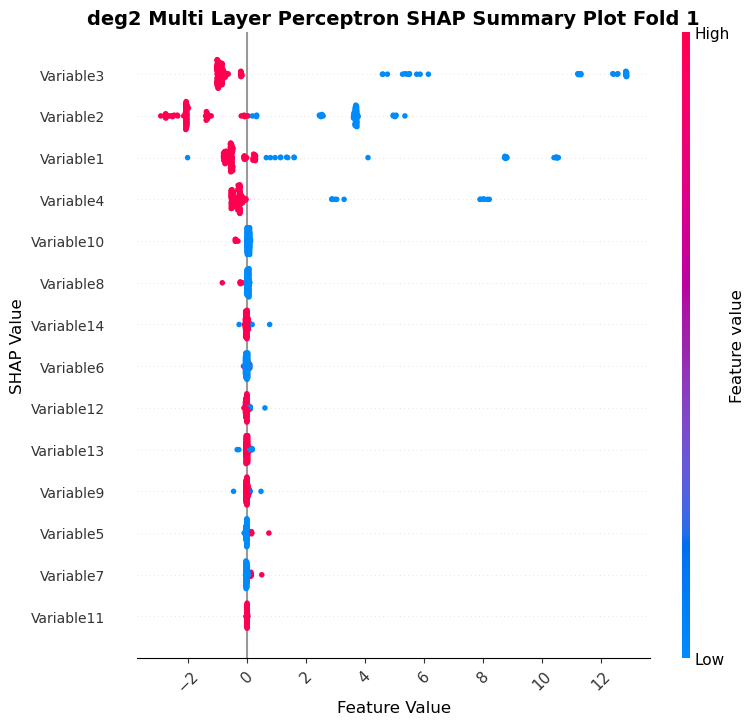 deg2 Multi Layer Perceptron SHAP Summary Plot Fold 1
High
Variable3
Variable2
Variable1
Variable4
Variable10
Variable8
Variable14
Variable6
Variable12
Variable13
Variable9
Variable5
Variable7
Variable11
SHAP Value
Feature value
Low
−2
0
2
4
6
8
10
12
Feature Value